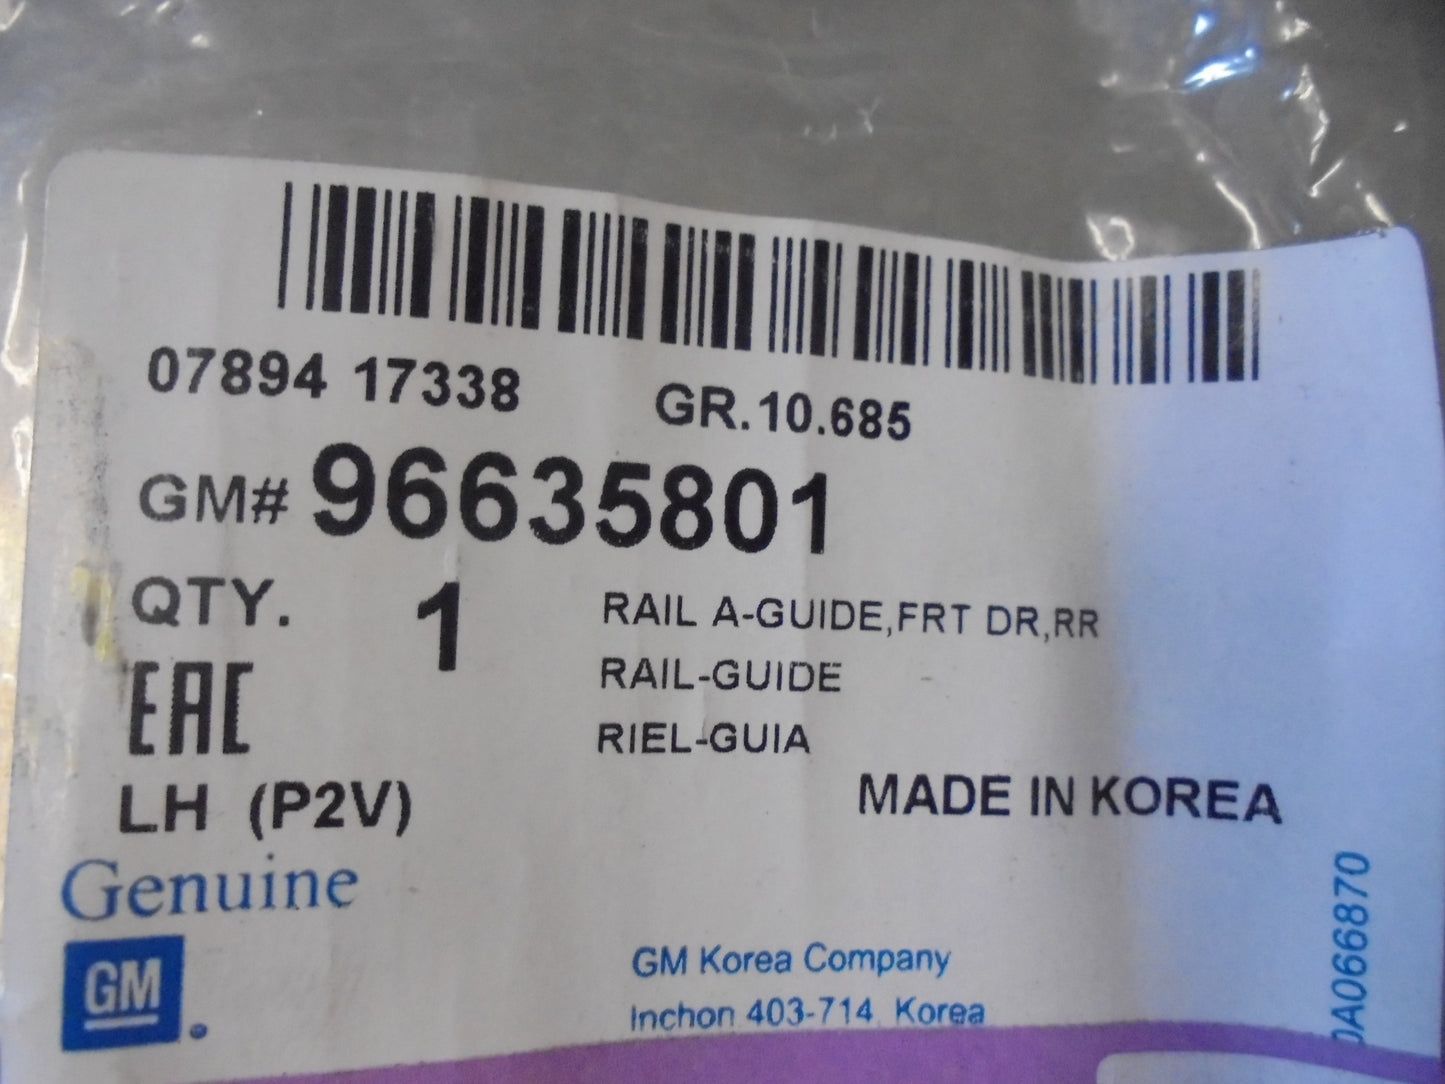 07894 17338 GR.10.685
GM# 96635801
QTY. 1 RAIL A-GUIDE,FRT DR,RR
RAIL-GUIDE
EAC
RIEL-GUIA
LH (P2V) MADE IN KOREA
Genuine
GM
GM Korea Company
Inchon 403-714, Korea
0A066870